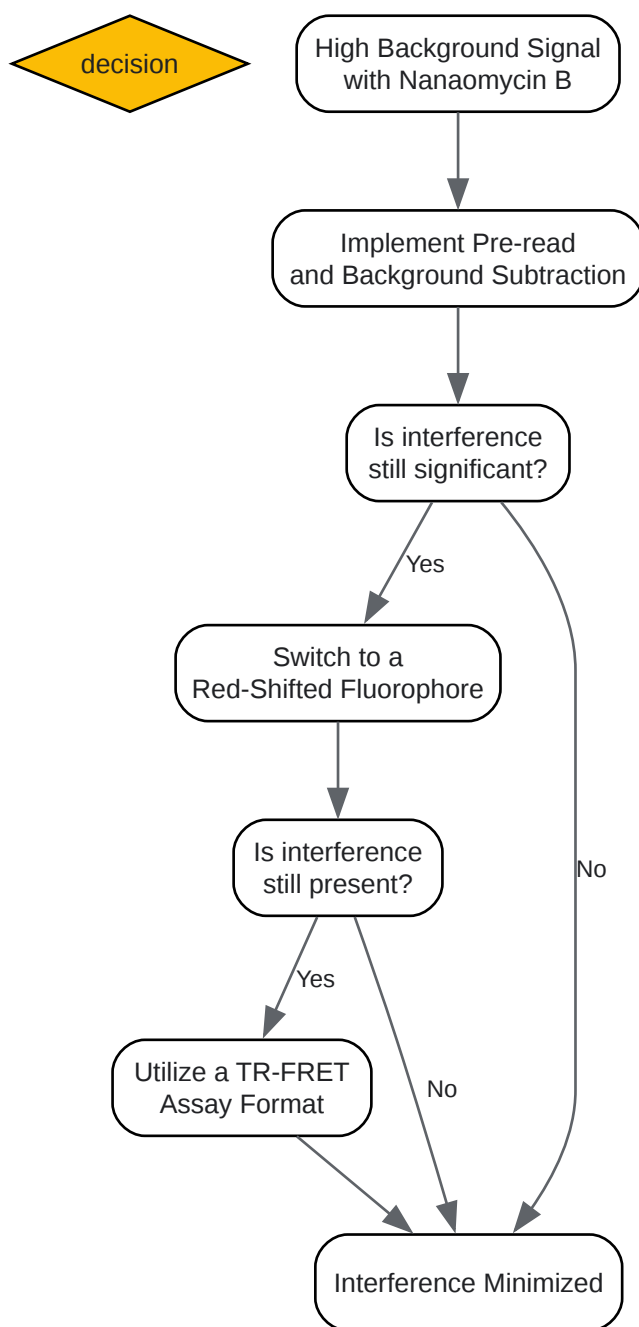 decision
High Background Signal
with Nanaomycin B
Implement Pre-read
and Background Subtraction
Is interference
still significant?
Yes
Switch to a
Red-Shifted Fluorophore
Is interference
still present?
No
Yes
Utilize a TR-FRET
Assay Format
No
Interference Minimized